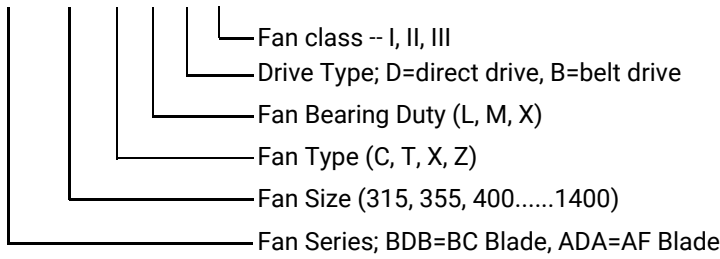 Fan class -- I, II, III
Drive Type; D=direct drive, B=belt drive
Fan Bearing Duty (L, M, X)
Fan Type (C, T, X, Z)
Fan Size (315, 355, 400......1400)
Fan Series; BDB=BC Blade, ADA=AF Blade